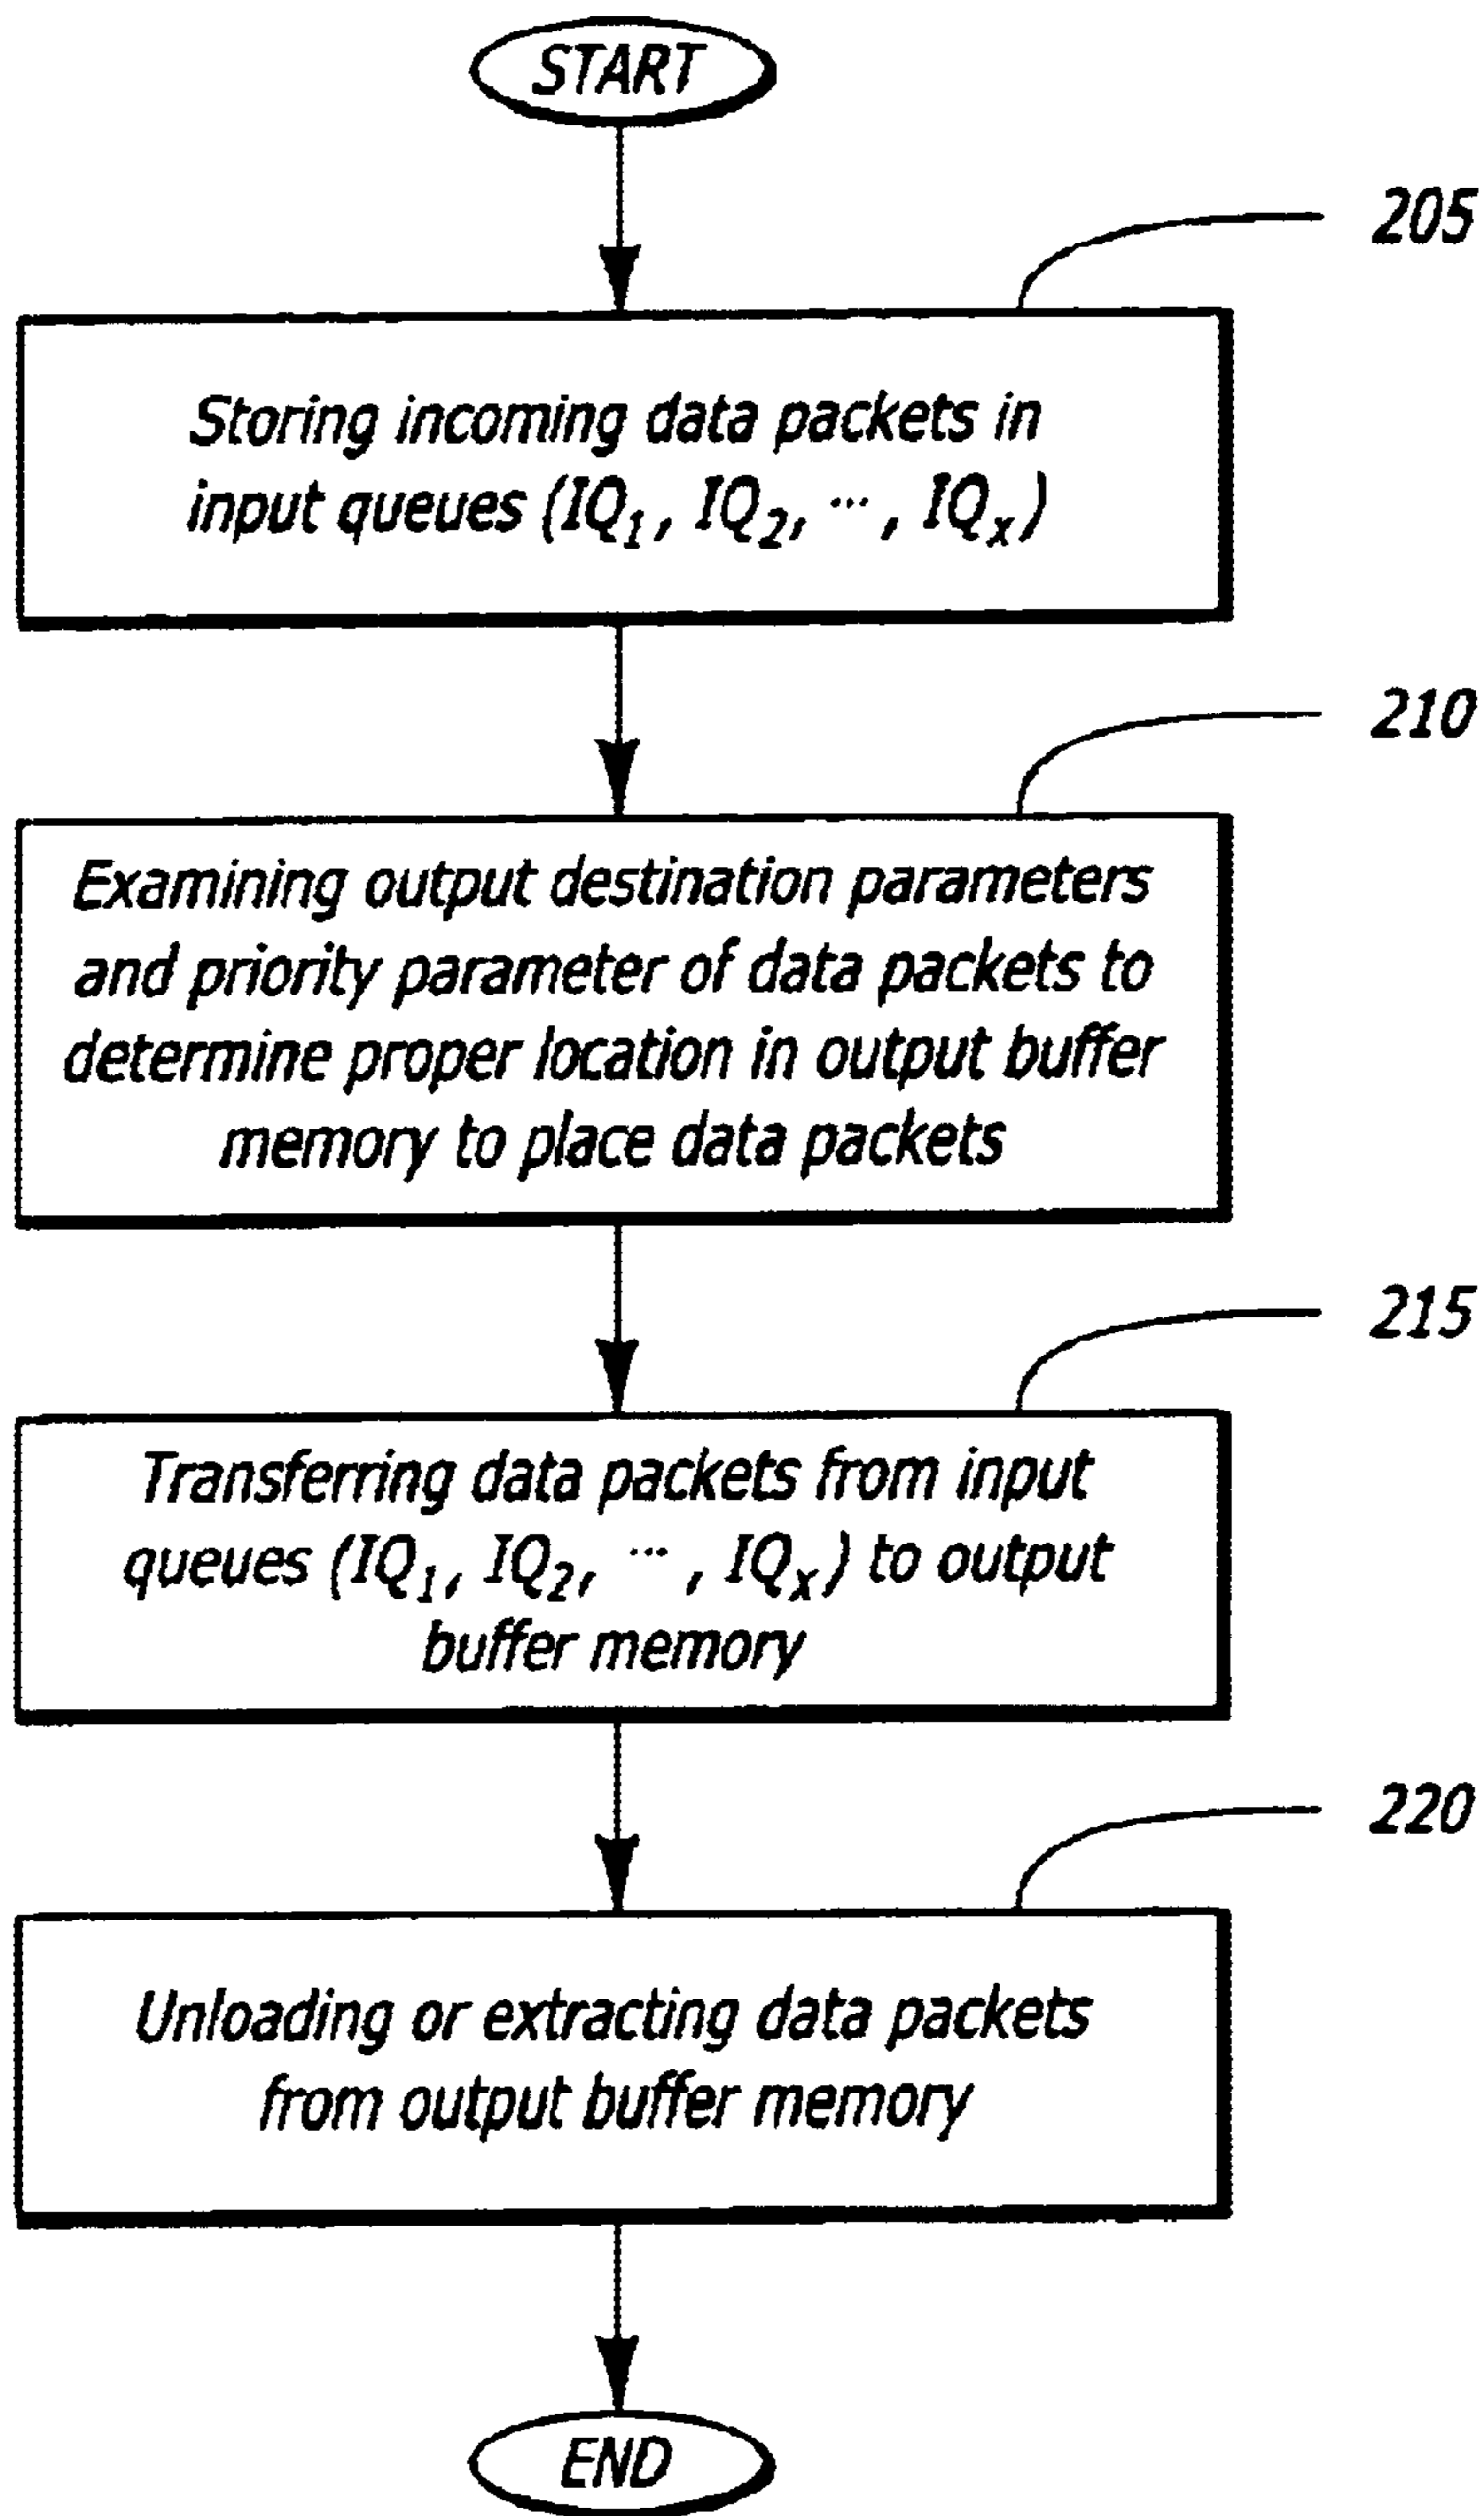 START
205
Storing incoming data packets in
input queues (IQ₁, IQ₂, ..., IQₓ)
210
Examining output destination parameters
and priority parameter of data packets to
determine proper location in output buffer
memory to place data packets
215
Transferring data packets from input
queues (IQ₁, IQ₂, ... , IQₓ) to output
buffer memory
220
Unloading or extracting data packets
from output buffer memory
END